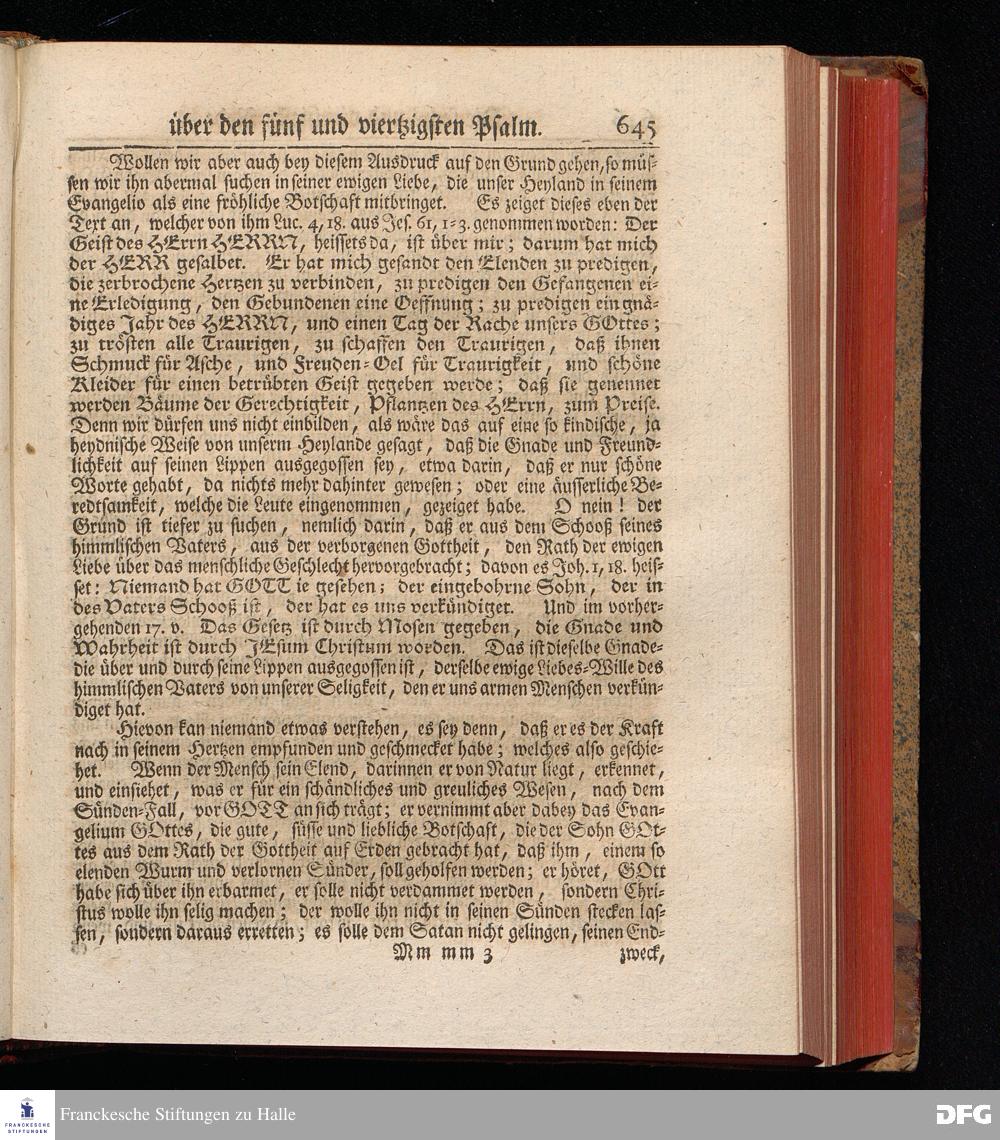 über den fünf und viertzigsten Psalm. 645
Wollen wir aber auch bey diesem Ausdruck auf den Grund gehen, so müs-
sen wir ihn abermal suchen in seiner ewigen Liebe, die unser Heyland in seinem
Evangelio als eine fröhliche Botschaft mitbringet. Es zeiget dieses eben der
Text an, welcher von ihm Luc. 4, 18. aus Jes. 61, 1-3. genommen worden: Der
Geist des HErrn HERRN, heissets da, ist über mir; darum hat mich
der HERR gesalbet. Er hat mich gesandt den Elenden zu predigen,
die zerbrochene Hertzen zu verbinden, zu predigen den Gefangenen ei-
ne Erledigung, den Gebundenen eine Oeffnung; zu predigen ein gnä-
diges Jahr des HERRN, und einen Tag der Rache unsers GOttes;
zu trösten alle Traurigen, zu schaffen den Traurigen, daß ihnen
Schmuck für Asche, und Freuden-Oel für Traurigkeit, und schöne
Kleider für einen betrübten Geist gegeben werde; daß sie genennet
werden Bäume der Gerechtigkeit, Pflantzen des HErrn, zum Preise.
Denn wir dürfen uns nicht einbilden, als wäre das auf eine so kindische, ja
heydnische Weise von unserm Heylande gesagt, daß die Gnade und Freund-
lichkeit auf seinen Lippen ausgegossen sey, etwa darin, daß er nur schöne
Worte gehabt, da nichts mehr dahinter gewesen; oder eine äusserliche Be-
redtsamkeit, welche die Leute eingenommen, gezeiget habe. O nein! der
Grund ist tiefer zu suchen, nemlich darin, daß er aus dem Schooß seines
himmlischen Vaters, aus der verborgenen Gottheit, den Rath der ewigen
Liebe über das menschliche Geschlecht hervorgebracht; davon es Joh. 1, 18. heis-
set: Niemand hat GOTT ie gesehen; der eingebohrne Sohn, der in
des Vaters Schooß ist, der hat es uns verkündiget. Und im vorher-
gehenden 17. v. Das Gesetz ist durch Mosen gegeben, die Gnade und
Wahrheit ist durch JEsum Christum worden. Das ist dieselbe Gnade-
die über und durch seine Lippen ausgegossen ist, derselbe ewige Liebes-Wille des
himmlischen Vaters von unserer Seligkeit, den er uns armen Menschen verkün-
diget hat.
Hievon kan niemand etwas verstehen, es sey denn, daß er es der Kraft
nach in seinem Hertzen empfunden und geschmecket habe; welches also geschie-
het. Wenn der Mensch sein Elend, darinnen er von Natur liegt, erkennet,
und einsiehet, was er für ein schändliches und greuliches Wesen, nach dem
Sünden-Fall, vor GOTT an sich trägt; er vernimmt aber dabey das Evan-
gelium GOttes, die gute, süsse und liebliche Botschaft, die der Sohn GOt-
tes aus dem Rath der Gottheit auf Erden gebracht hat, daß ihm, einem so
elenden Wurm und verlornen Sünder, soll geholfen werden; er höret, GOtt
habe sich über ihn erbarmet, er solle nicht verdammet werden, sondern Chri-
stus wolle ihn selig machen; der wolle ihn nicht in seinen Sünden stecken las-
sen, sondern daraus erretten; es solle dem Satan nicht gelingen, seinen End-
Mm mm 3 zweck,
FRANCKESCHE
STIFTUNGEN
Franckesche Stiftungen zu Halle
DFG